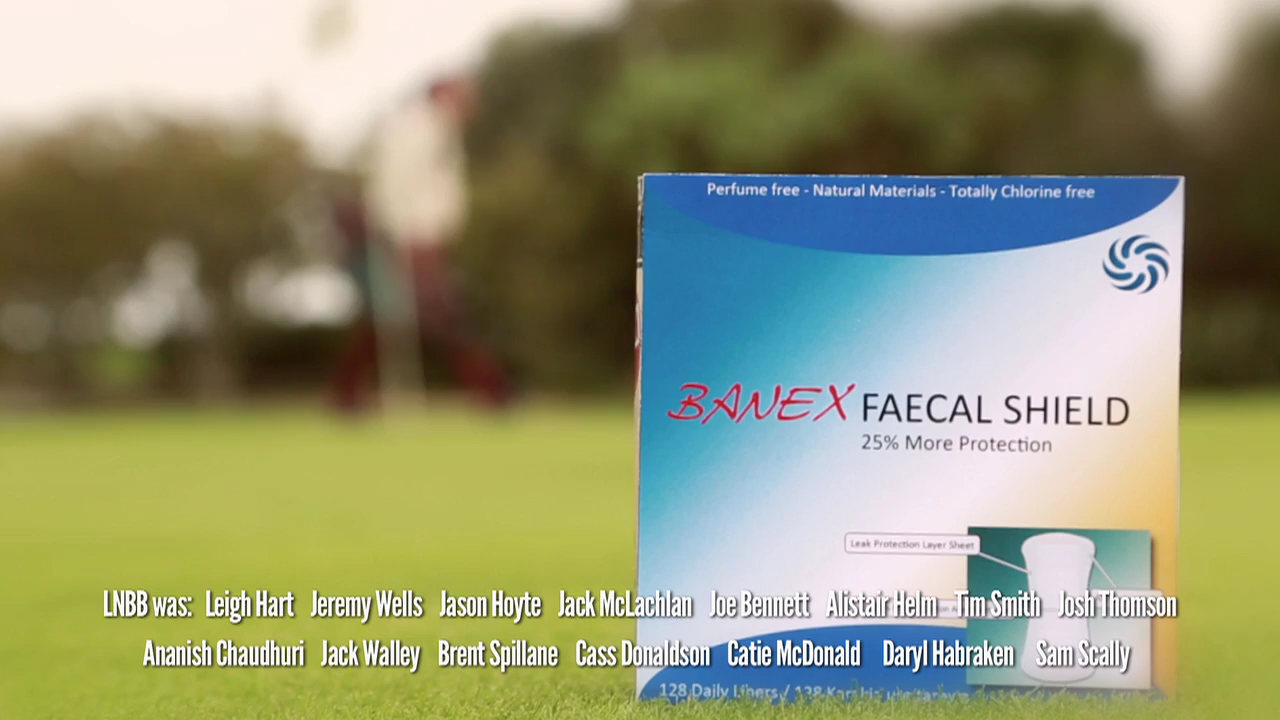 Perfume free - Natural Materials - Totally Chlorine free
BANEX FAECAL SHIELD
25% More Protection
Leak Protection Layer Sheet
LNBB was: Leigh Hart Jeremy Wells Jason Hoyte Jack McLachlan Joe Bennett Alistair Helm Tim Smith Josh Thomson
Ananish Chaudhuri Jack Walley Brent Spillane Cass Donaldson Catie McDonald Daryl Habraken Sam Scally
128 Daily Liners / 128